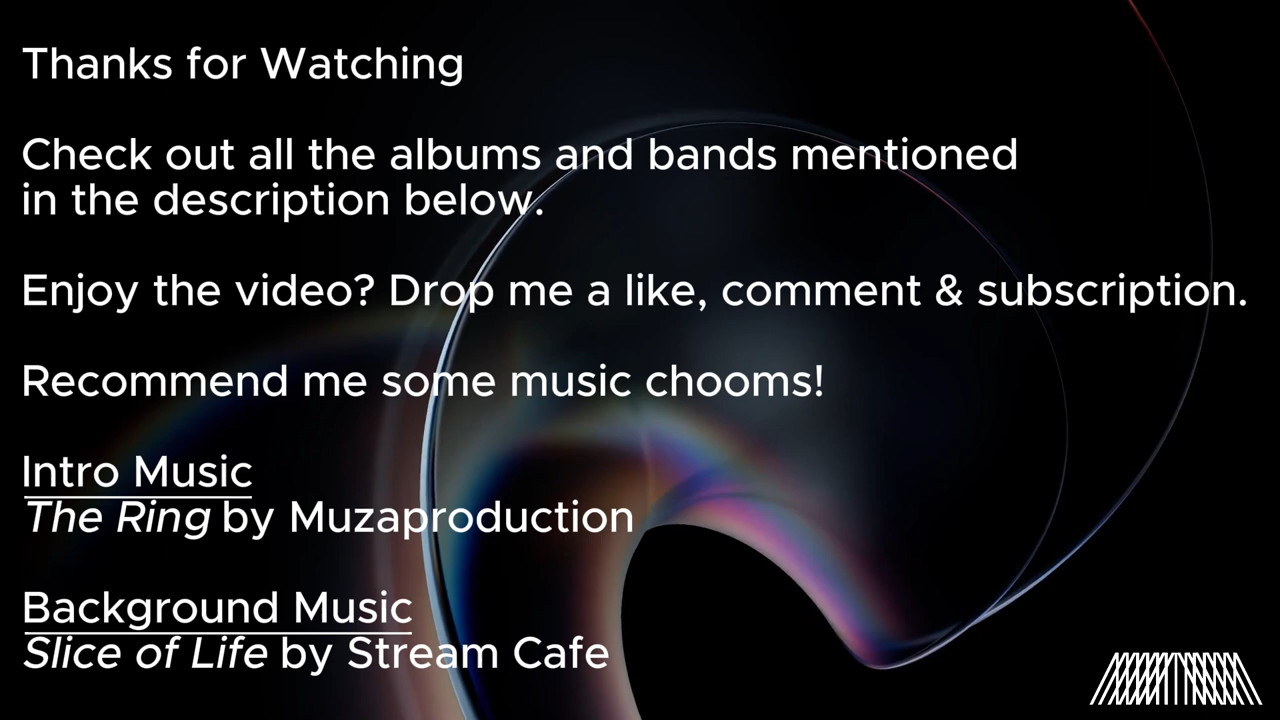 Thanks for Watching
Check out all the albums and bands mentioned
in the description below.
Enjoy the video? Drop me a like, comment & subscription.
Recommend me some music chooms!
Intro Music
The Ring by Muzaproduction
Background Music
Slice of Life by Stream Cafe